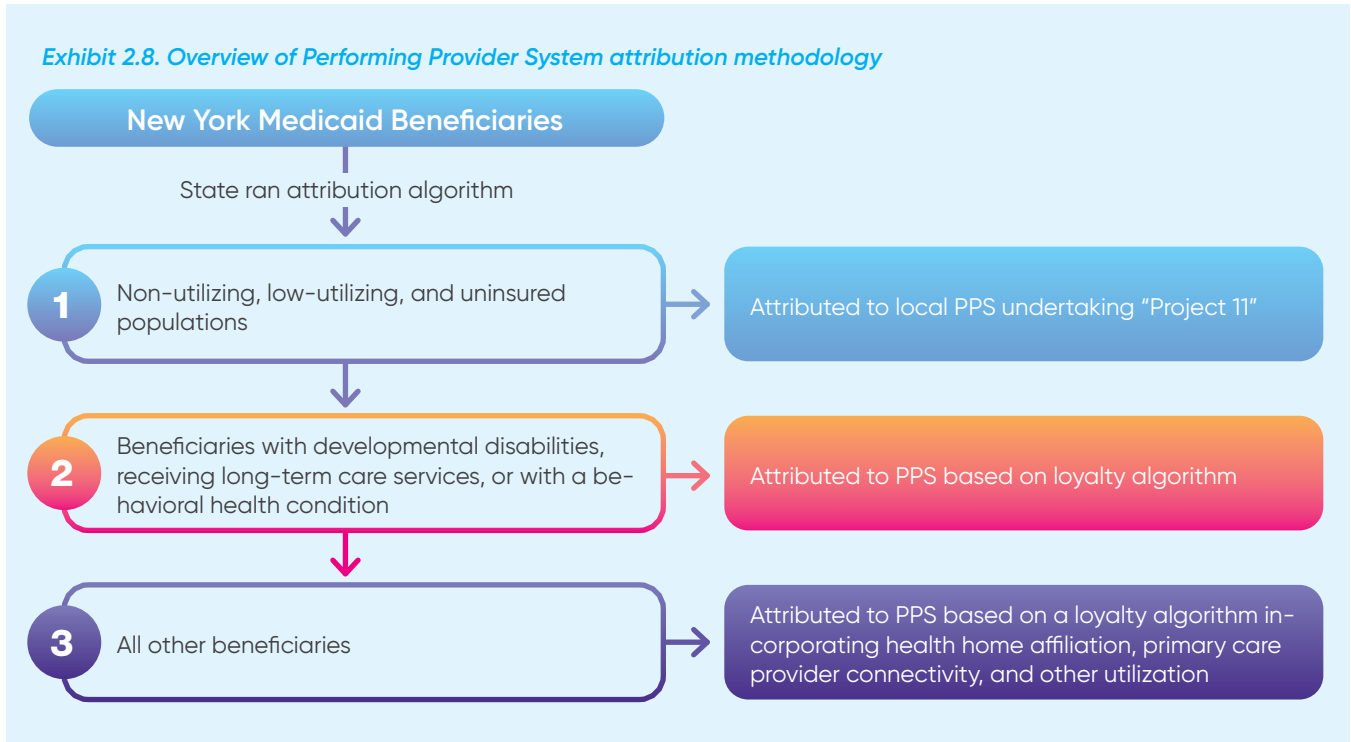 Exhibit 2.8. Overview of Performing Provider System attribution methodology
New York Medicaid Beneficiaries
State ran attribution algorithm
1
Non-utilizing, low-utilizing, and uninsured
populations
Attributed to local PPS undertaking “Project 11”
2
Beneficiaries with developmental disabilities,
receiving long-term care services, or with a be-
havioral health condition
Attributed to PPS based on loyalty algorithm
3
All other beneficiaries
Attributed to PPS based on a loyalty algorithm in-
corporating health home affiliation, primary care
provider connectivity, and other utilization